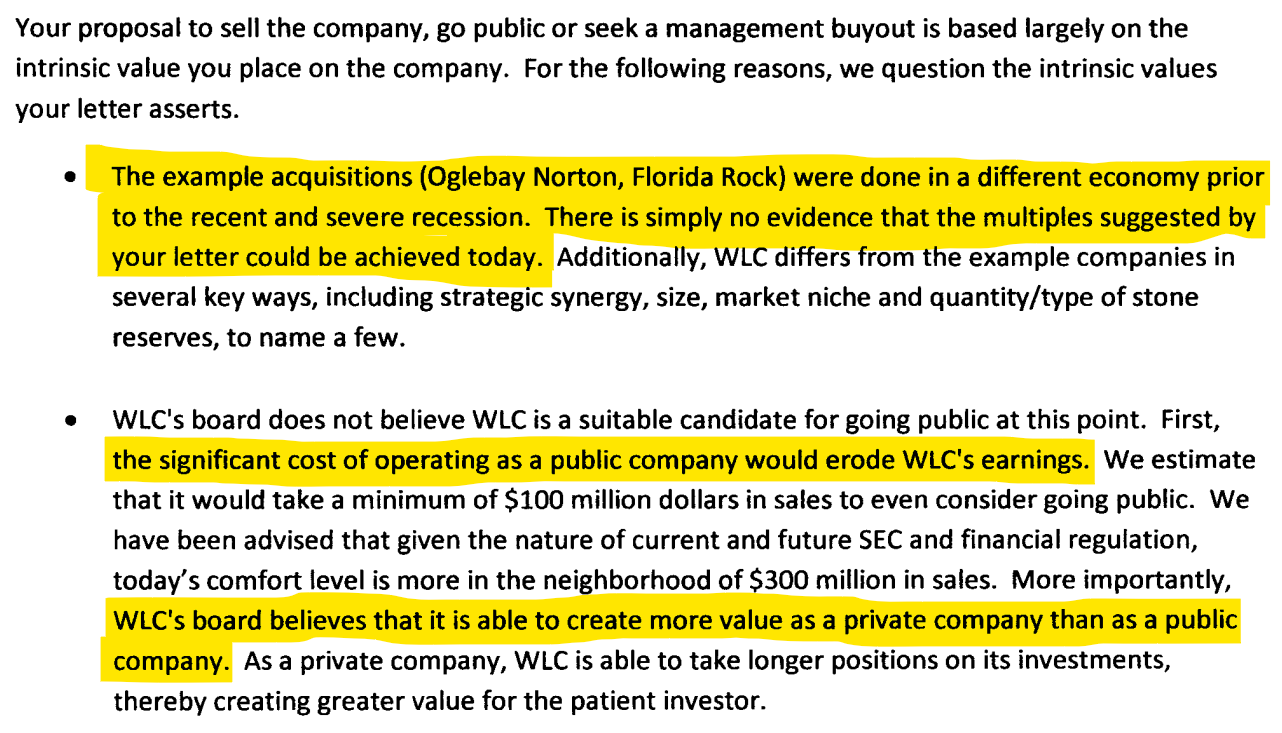 Your proposal to sell the company, go public or seek a management buyout is based largely on the
intrinsic value you place on the company.  For the following reasons, we question the intrinsic values
your letter asserts.
• The example acquisitions (Oglebay Norton, Florida Rock) were done in a different economy prior
to the recent and severe recession.  There is simply no evidence that the multiples suggested by
your letter could be achieved today.  Additionally, WLC differs from the example companies in
several key ways, including strategic synergy, size, market niche and quantity/type of stone
reserves, to name a few.
• WLC's board does not believe WLC is a suitable candidate for going public at this point.  First,
the significant cost of operating as a public company would erode WLC's earnings.  We estimate
that it would take a minimum of $100 million dollars in sales to even consider going public.  We
have been advised that given the nature of current and future SEC and financial regulation,
today’s comfort level is more in the neighborhood of $300 million in sales.  More importantly,
WLC's board believes that it is able to create more value as a private company than as a public
company.  As a private company, WLC is able to take longer positions on its investments,
thereby creating greater value for the patient investor.